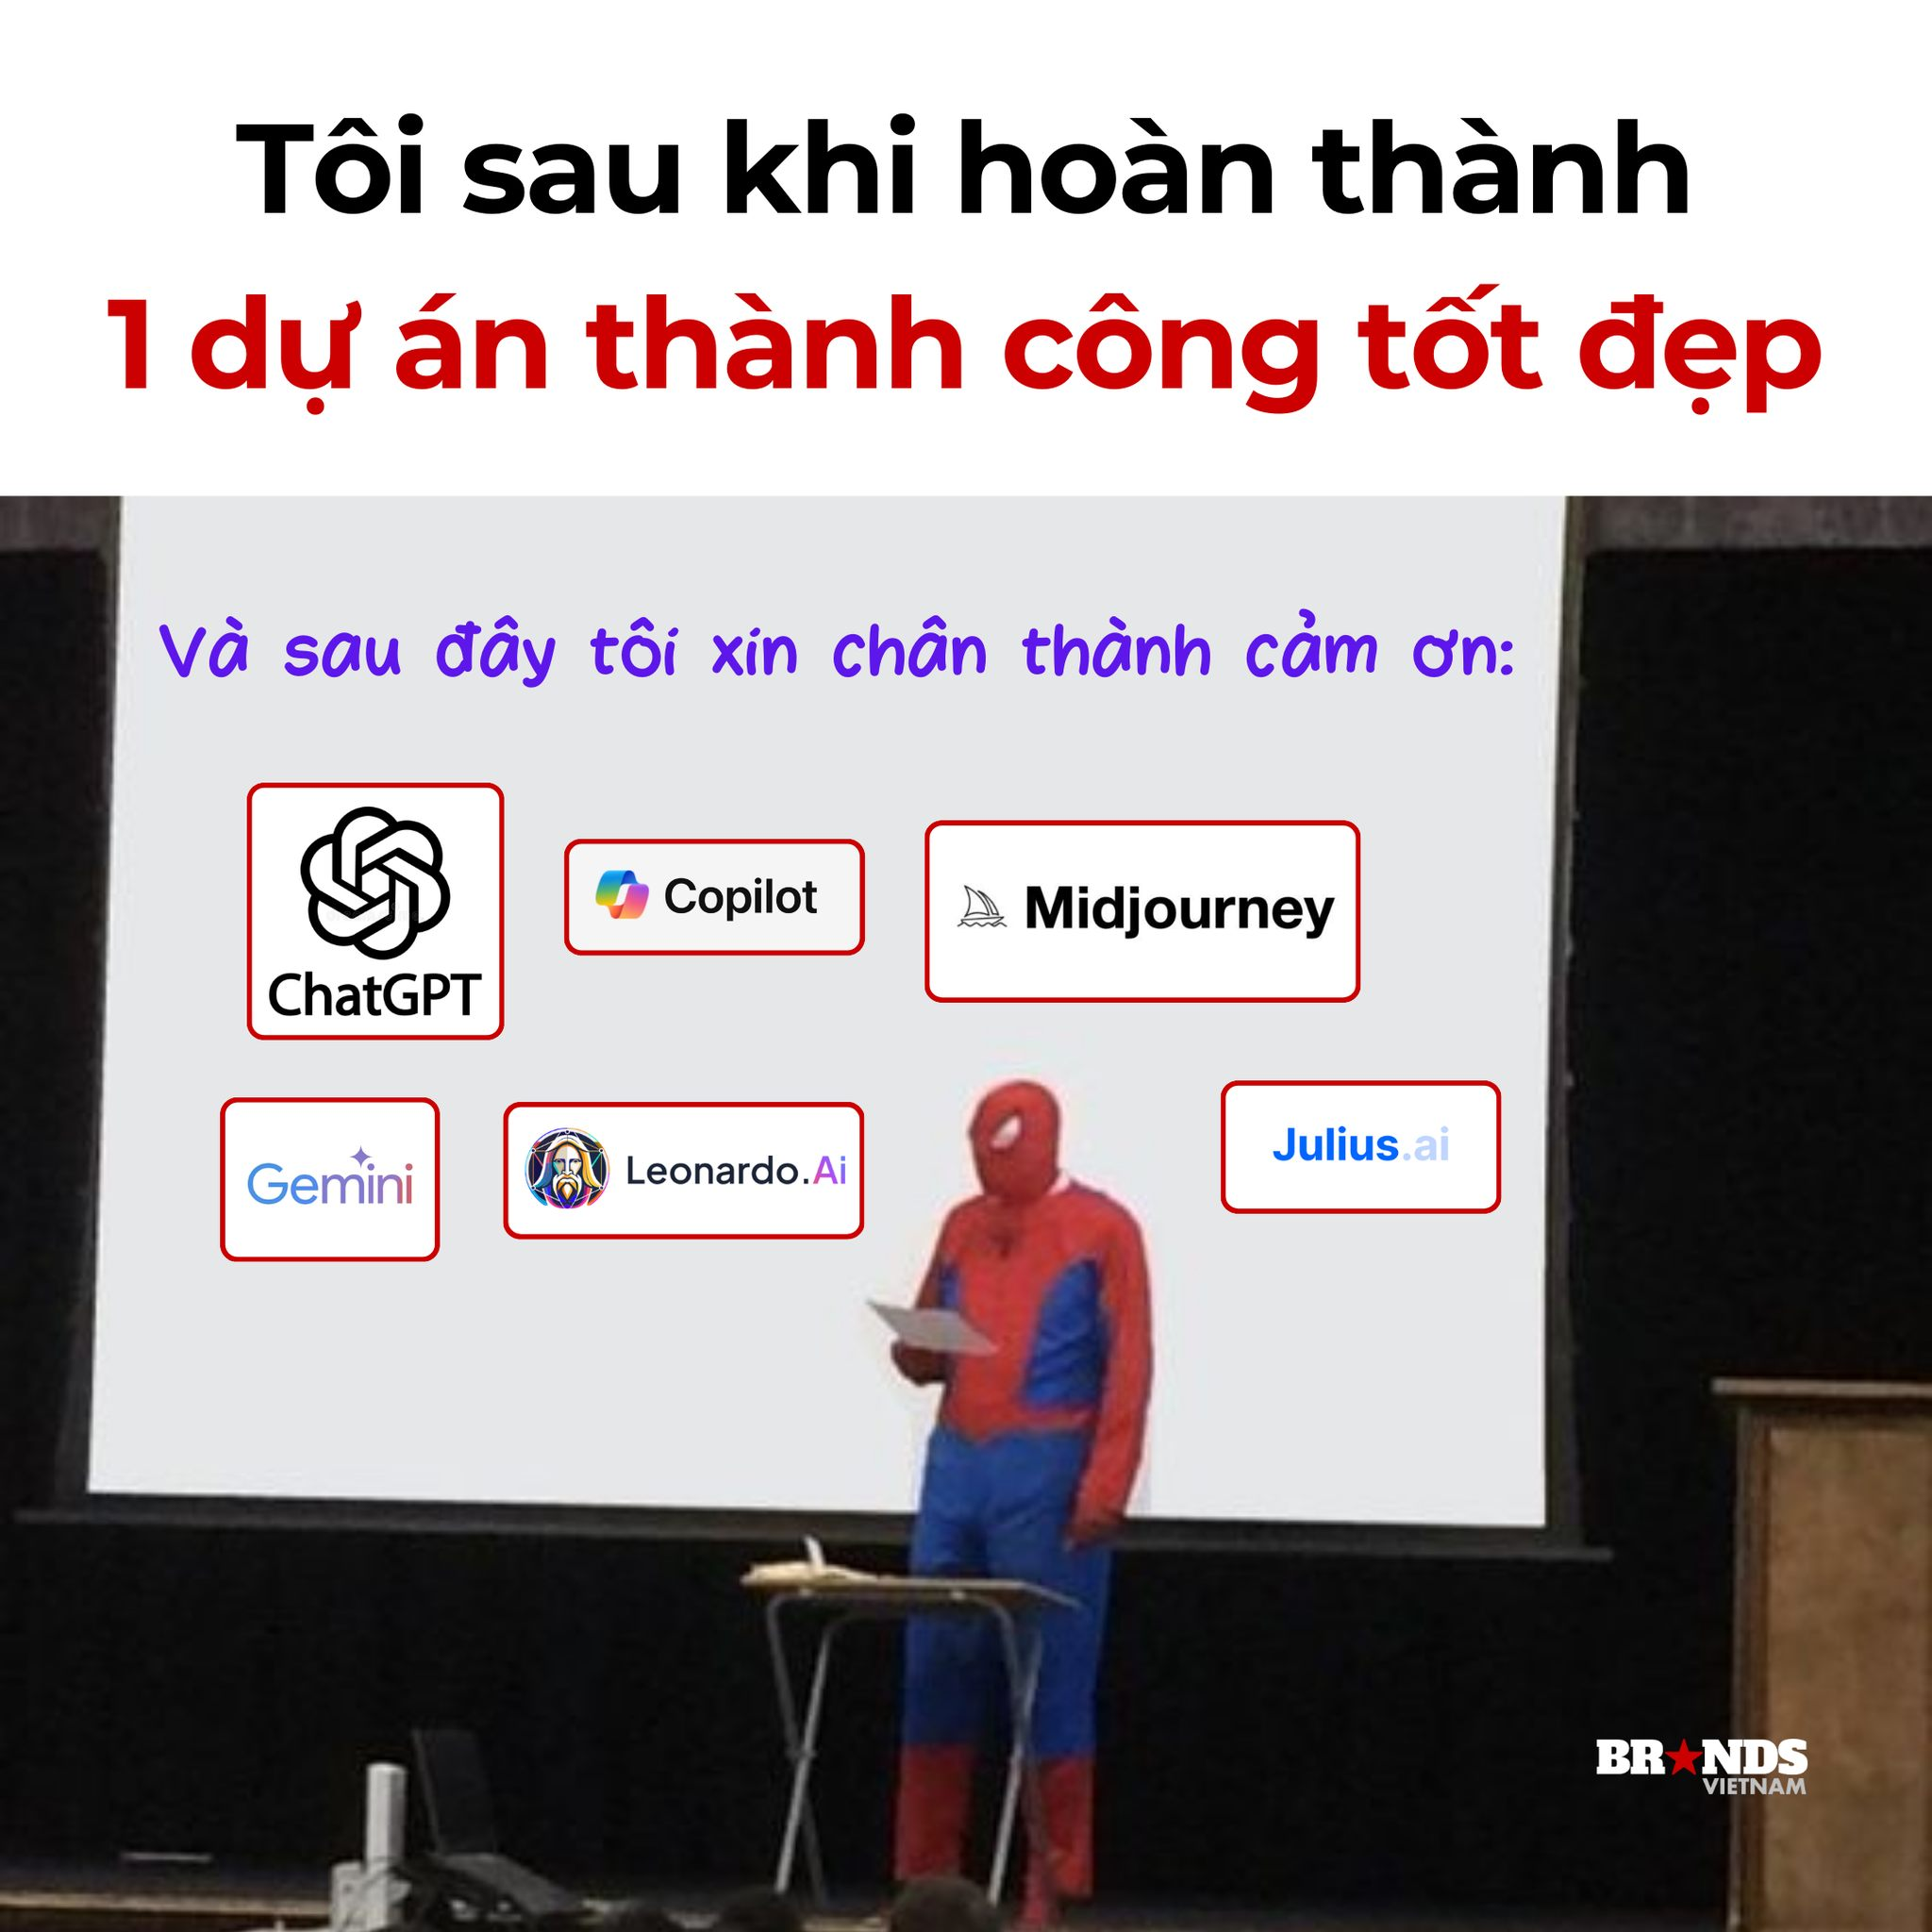 Tôi sau khi hoàn thành
1 dự án thành công tốt đẹp
Và sau đây tôi xin chân thành cảm ơn:
ChatGPT
Copilot
Midjourney
Gemini
Leonardo.Ai
Julius.ai
BRANDS
VIETNAM